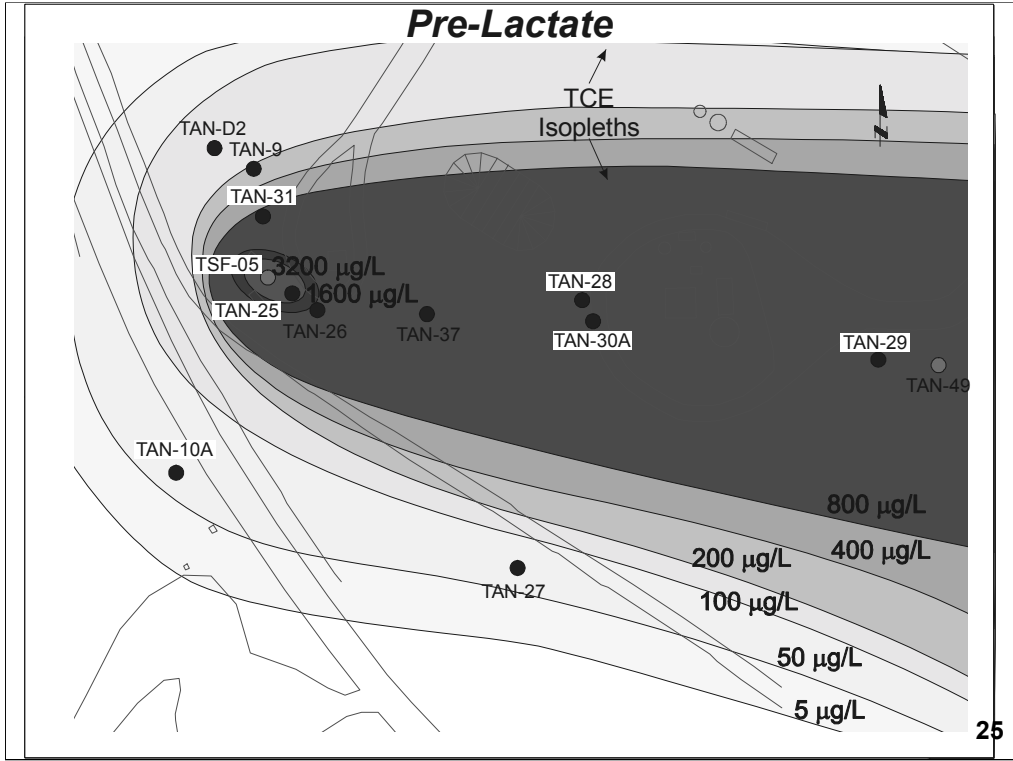 Pre-Lactate
TCE
Isopleths
TAN-D2
TAN-9
TAN-31
TSF-05
3200 µg/L
TAN-25
1600 µg/L
TAN-26
TAN-37
TAN-28
TAN-30A
TAN-29
TAN-49
TAN-10A
TAN-27
800 µg/L
400 µg/L
200 µg/L
100 µg/L
50 µg/L
5 µg/L
25